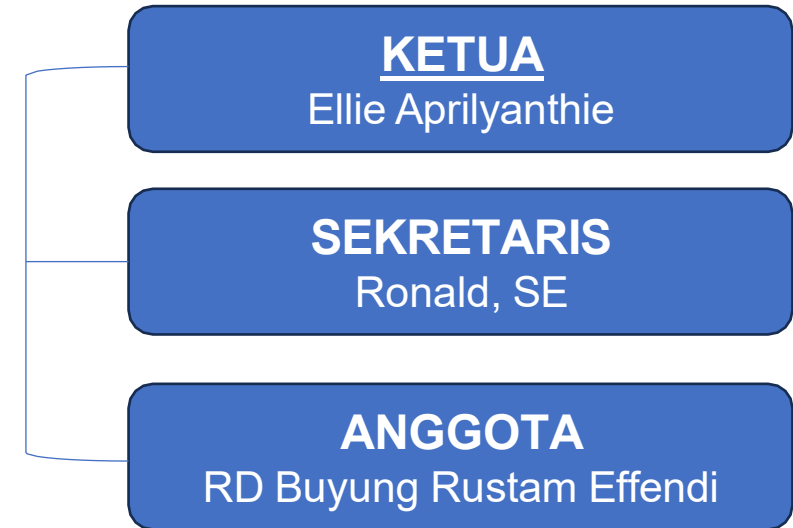 KETUA
Ellie Aprilyanthie
SEKRETARIS
Ronald, SE
ANGGOTA
RD Buyung Rustam Effendi